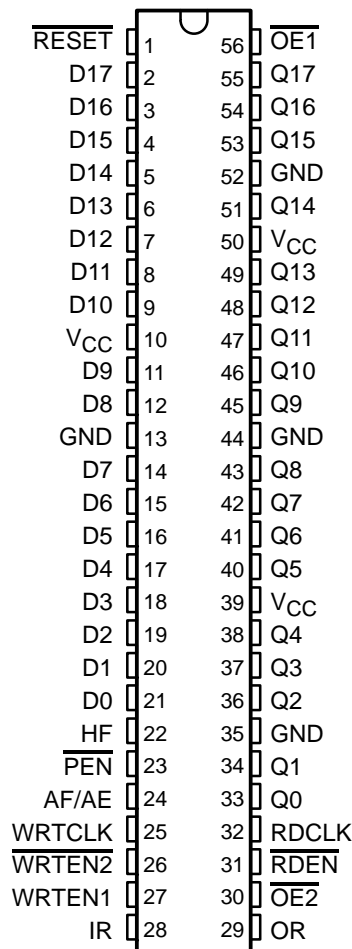 RESET 1 56 OE1
D17 2 55 Q17
D16 3 54 Q16
D15 4 53 Q15
D14 5 52 GND
D13 6 51 Q14
D12 7 50 VCC
D11 8 49 Q13
D10 9 48 Q12
VCC 10 47 Q11
D9 11 46 Q10
D8 12 45 Q9
GND 13 44 GND
D7 14 43 Q8
D6 15 42 Q7
D5 16 41 Q6
D4 17 40 Q5
D3 18 39 VCC
D2 19 38 Q4
D1 20 37 Q3
D0 21 36 Q2
HF 22 35 GND
PEN 23 34 Q1
AF/AE 24 33 Q0
WRTCLK 25 32 RDCLK
WRTEN2 26 31 RDEN
WRTEN1 27 30 OE2
IR 28 29 OR